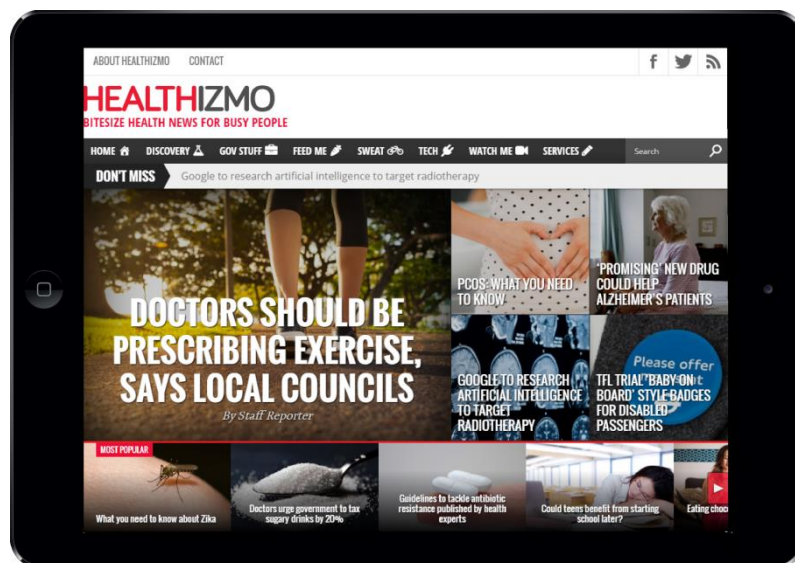 ABOUT HEALTHIZMO CONTACT
HEALTHIZMO
BITESIZE HEALTH NEWS FOR BUSY PEOPLE
HOME DISCOVERY GOV STUFF FEED ME SWEAT TECH WATCH ME SERVICES Search
DON'T MISS Google to research artificial intelligence to target radiotherapy
DOCTORS SHOULD BE
PRESCRIBING EXERCISE,
SAYS LOCAL COUNCILS
By Staff Reporter
PCOS: WHAT YOU NEED
TO KNOW
'PROMISING' NEW DRUG
COULD HELP
ALZHEIMER'S PATIENTS
GOOGLE TO RESEARCH
ARTIFICIAL INTELLIGENCE
TO TARGET
RADIOTHERAPY
Please offer
TFL TRIAL 'BABY ON
BOARD' STYLE BADGES
FOR DISABLED
PASSENGERS
MOST POPULAR
What you need to know about Zika
Doctors urge government to tax
sugary drinks by 20%
Guidelines to tackle antibiotic
resistance published by health
experts
Could teens benefit from starting
school later?
Eating choc